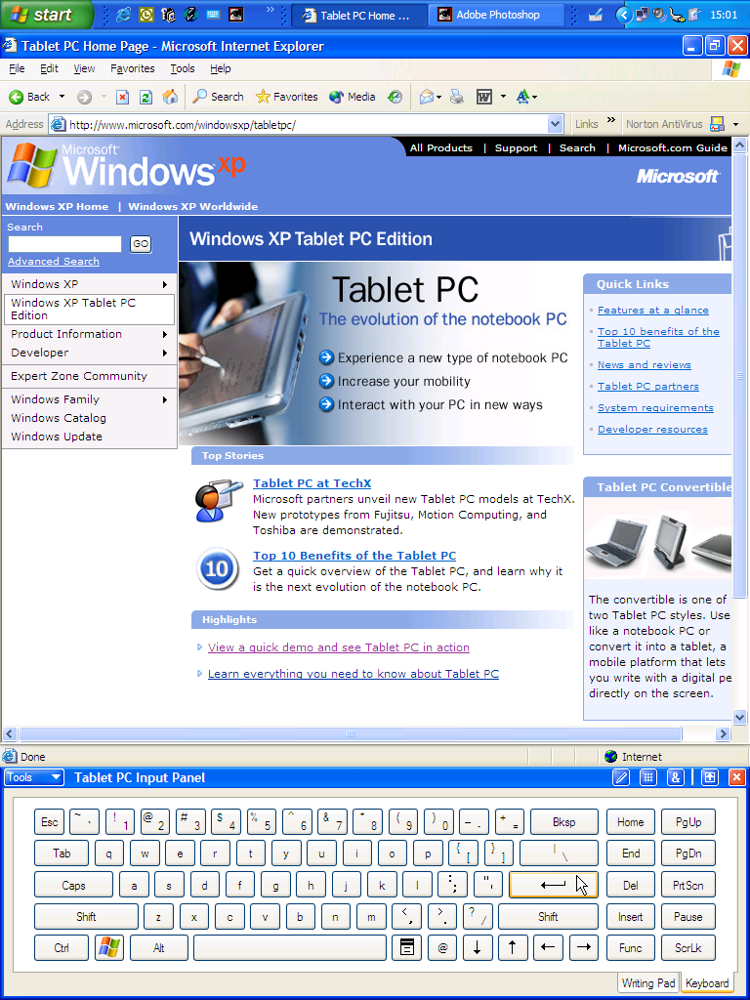 start
Tablet PC Home ...
Adobe Photoshop
15:01
Tablet PC Home Page - Microsoft Internet Explorer
File Edit View Favorites Tools Help
Back Search Favorites Media
Address http://www.microsoft.com/windowsxp/tabletpc/ Links » Norton AntiVirus
All Products | Support | Search | Microsoft.com Guide
Microsoft
Windows xp
Microsoft
Windows XP Home | Windows XP Worldwide
Search
GO
Advanced Search
Windows XP
Windows XP Tablet PC
Edition
Product Information
Developer
Expert Zone Community
Windows Family
Windows Catalog
Windows Update
Windows XP Tablet PC Edition
Tablet PC
The evolution of the notebook PC
Experience a new type of notebook PC
Increase your mobility
Interact with your PC in new ways
Quick Links
Features at a glance
Top 10 benefits of the
Tablet PC
News and reviews
Tablet PC partners
System requirements
Developer resources
Top Stories
Tablet PC at TechX
Microsoft partners unveil new Tablet PC models at TechX.
New prototypes from Fujitsu, Motion Computing, and
Toshiba are demonstrated.
10
Top 10 Benefits of the Tablet PC
Get a quick overview of the Tablet PC, and learn why it
is the next evolution of the notebook PC.
Highlights
View a quick demo and see Tablet PC in action
Learn everything you need to know about Tablet PC
Tablet PC Convertible
The convertible is one of
two Tablet PC styles. Use
like a notebook PC or
convert it into a tablet, a
mobile platform that lets
you write with a digital pe
directly on the screen.
Done Internet
Tools Tablet PC Input Panel &
Esc ~ ` ! 1 @ 2 # 3 $ 4 % 5 ^ 6 & 7 * 8 ( 9 ) 0 _ - + = Bksp Home PgUp
Tab q w e r t y u i o p { [ } ] | \ End PgDn
Caps a s d f g h j k l : ; " ' Del PrtScn
Shift z x c v b n m < , > . ? / Shift Insert Pause
Ctrl Alt @ ↓ ↑ ← → Func ScrLk
Writing Pad Keyboard